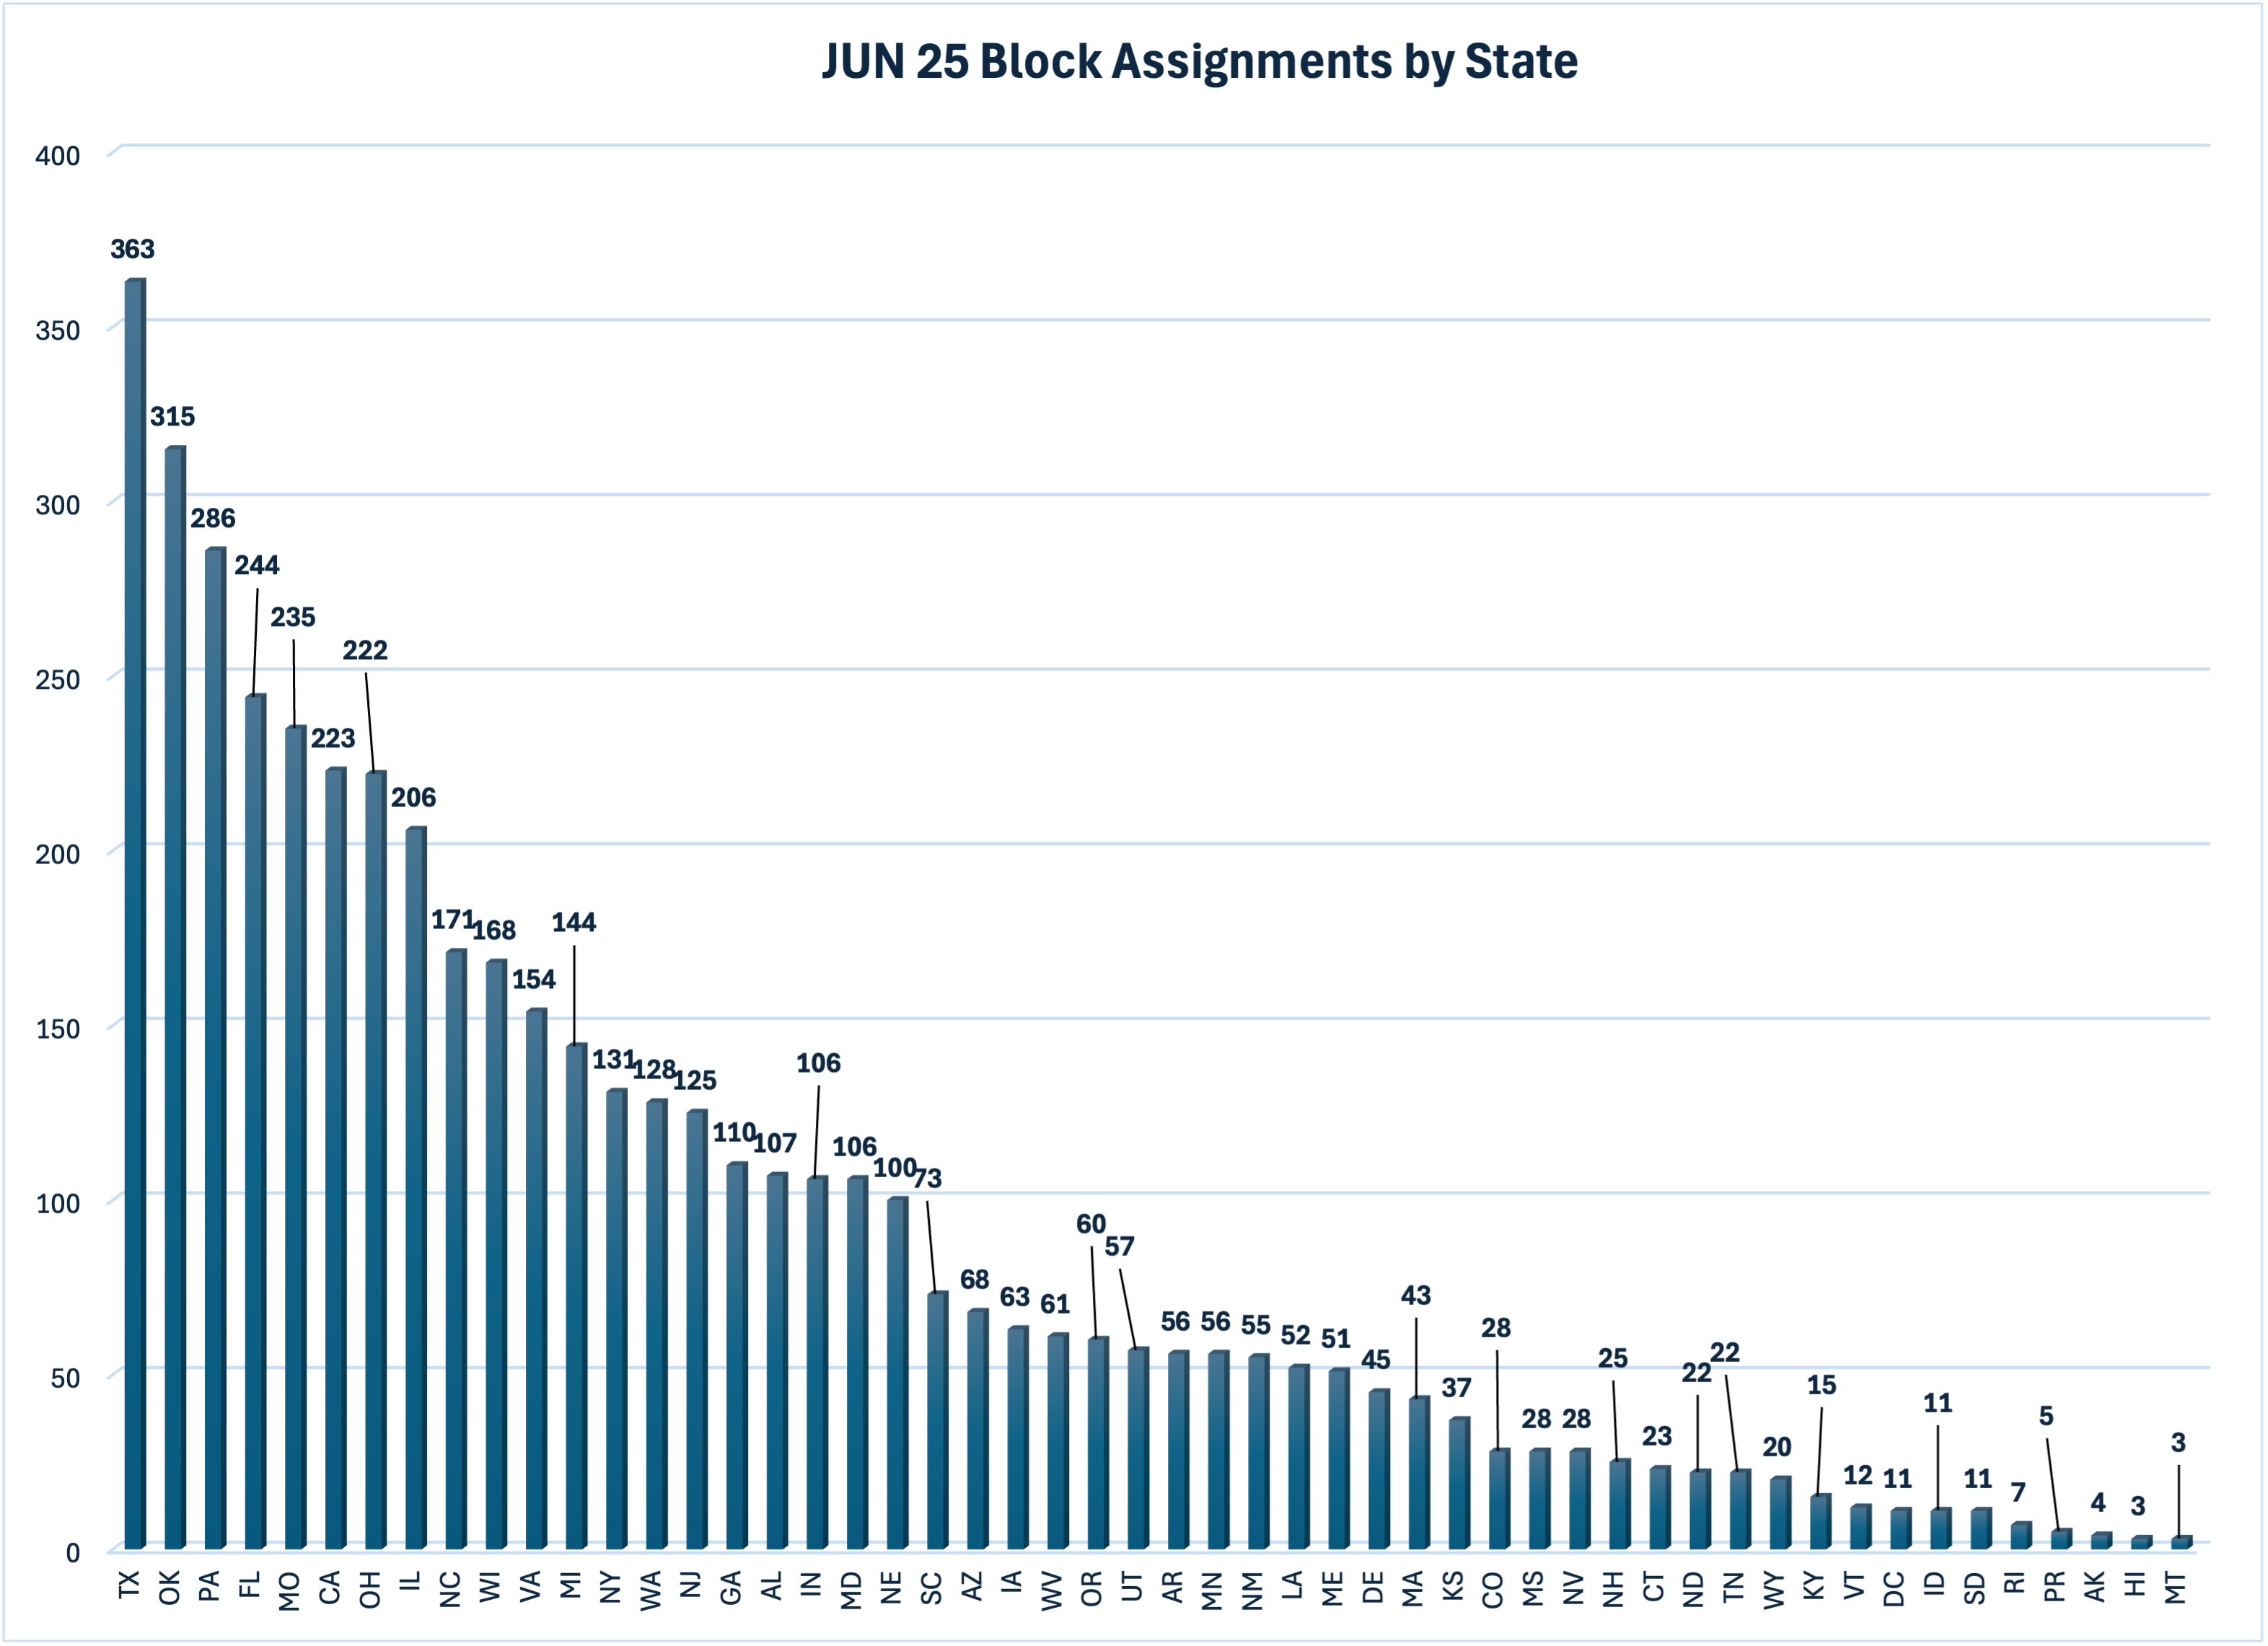 JUN 25 Block Assignments by State
400
350
300
250
200
150
100
50
0
363
315
286
244
235
223
222
206
171
168
154
144
131
128
125
110
107
106
106
100
73
68
63
61
60
57
56
56
55
52
51
45
43
37
28
28
28
25
23
22
22
20
15
12
11
11
11
7
5
4
3
3
TX
OK
PA
FL
MO
CA
OH
IL
NC
WI
VA
MI
NY
WA
NJ
GA
AL
IN
MD
NE
SC
AZ
IA
WV
OR
UT
AR
MN
NM
LA
ME
DE
MA
KS
CO
MS
NV
NH
CT
ND
TN
WY
KY
VT
DC
ID
SD
RI
PR
AK
HI
MT